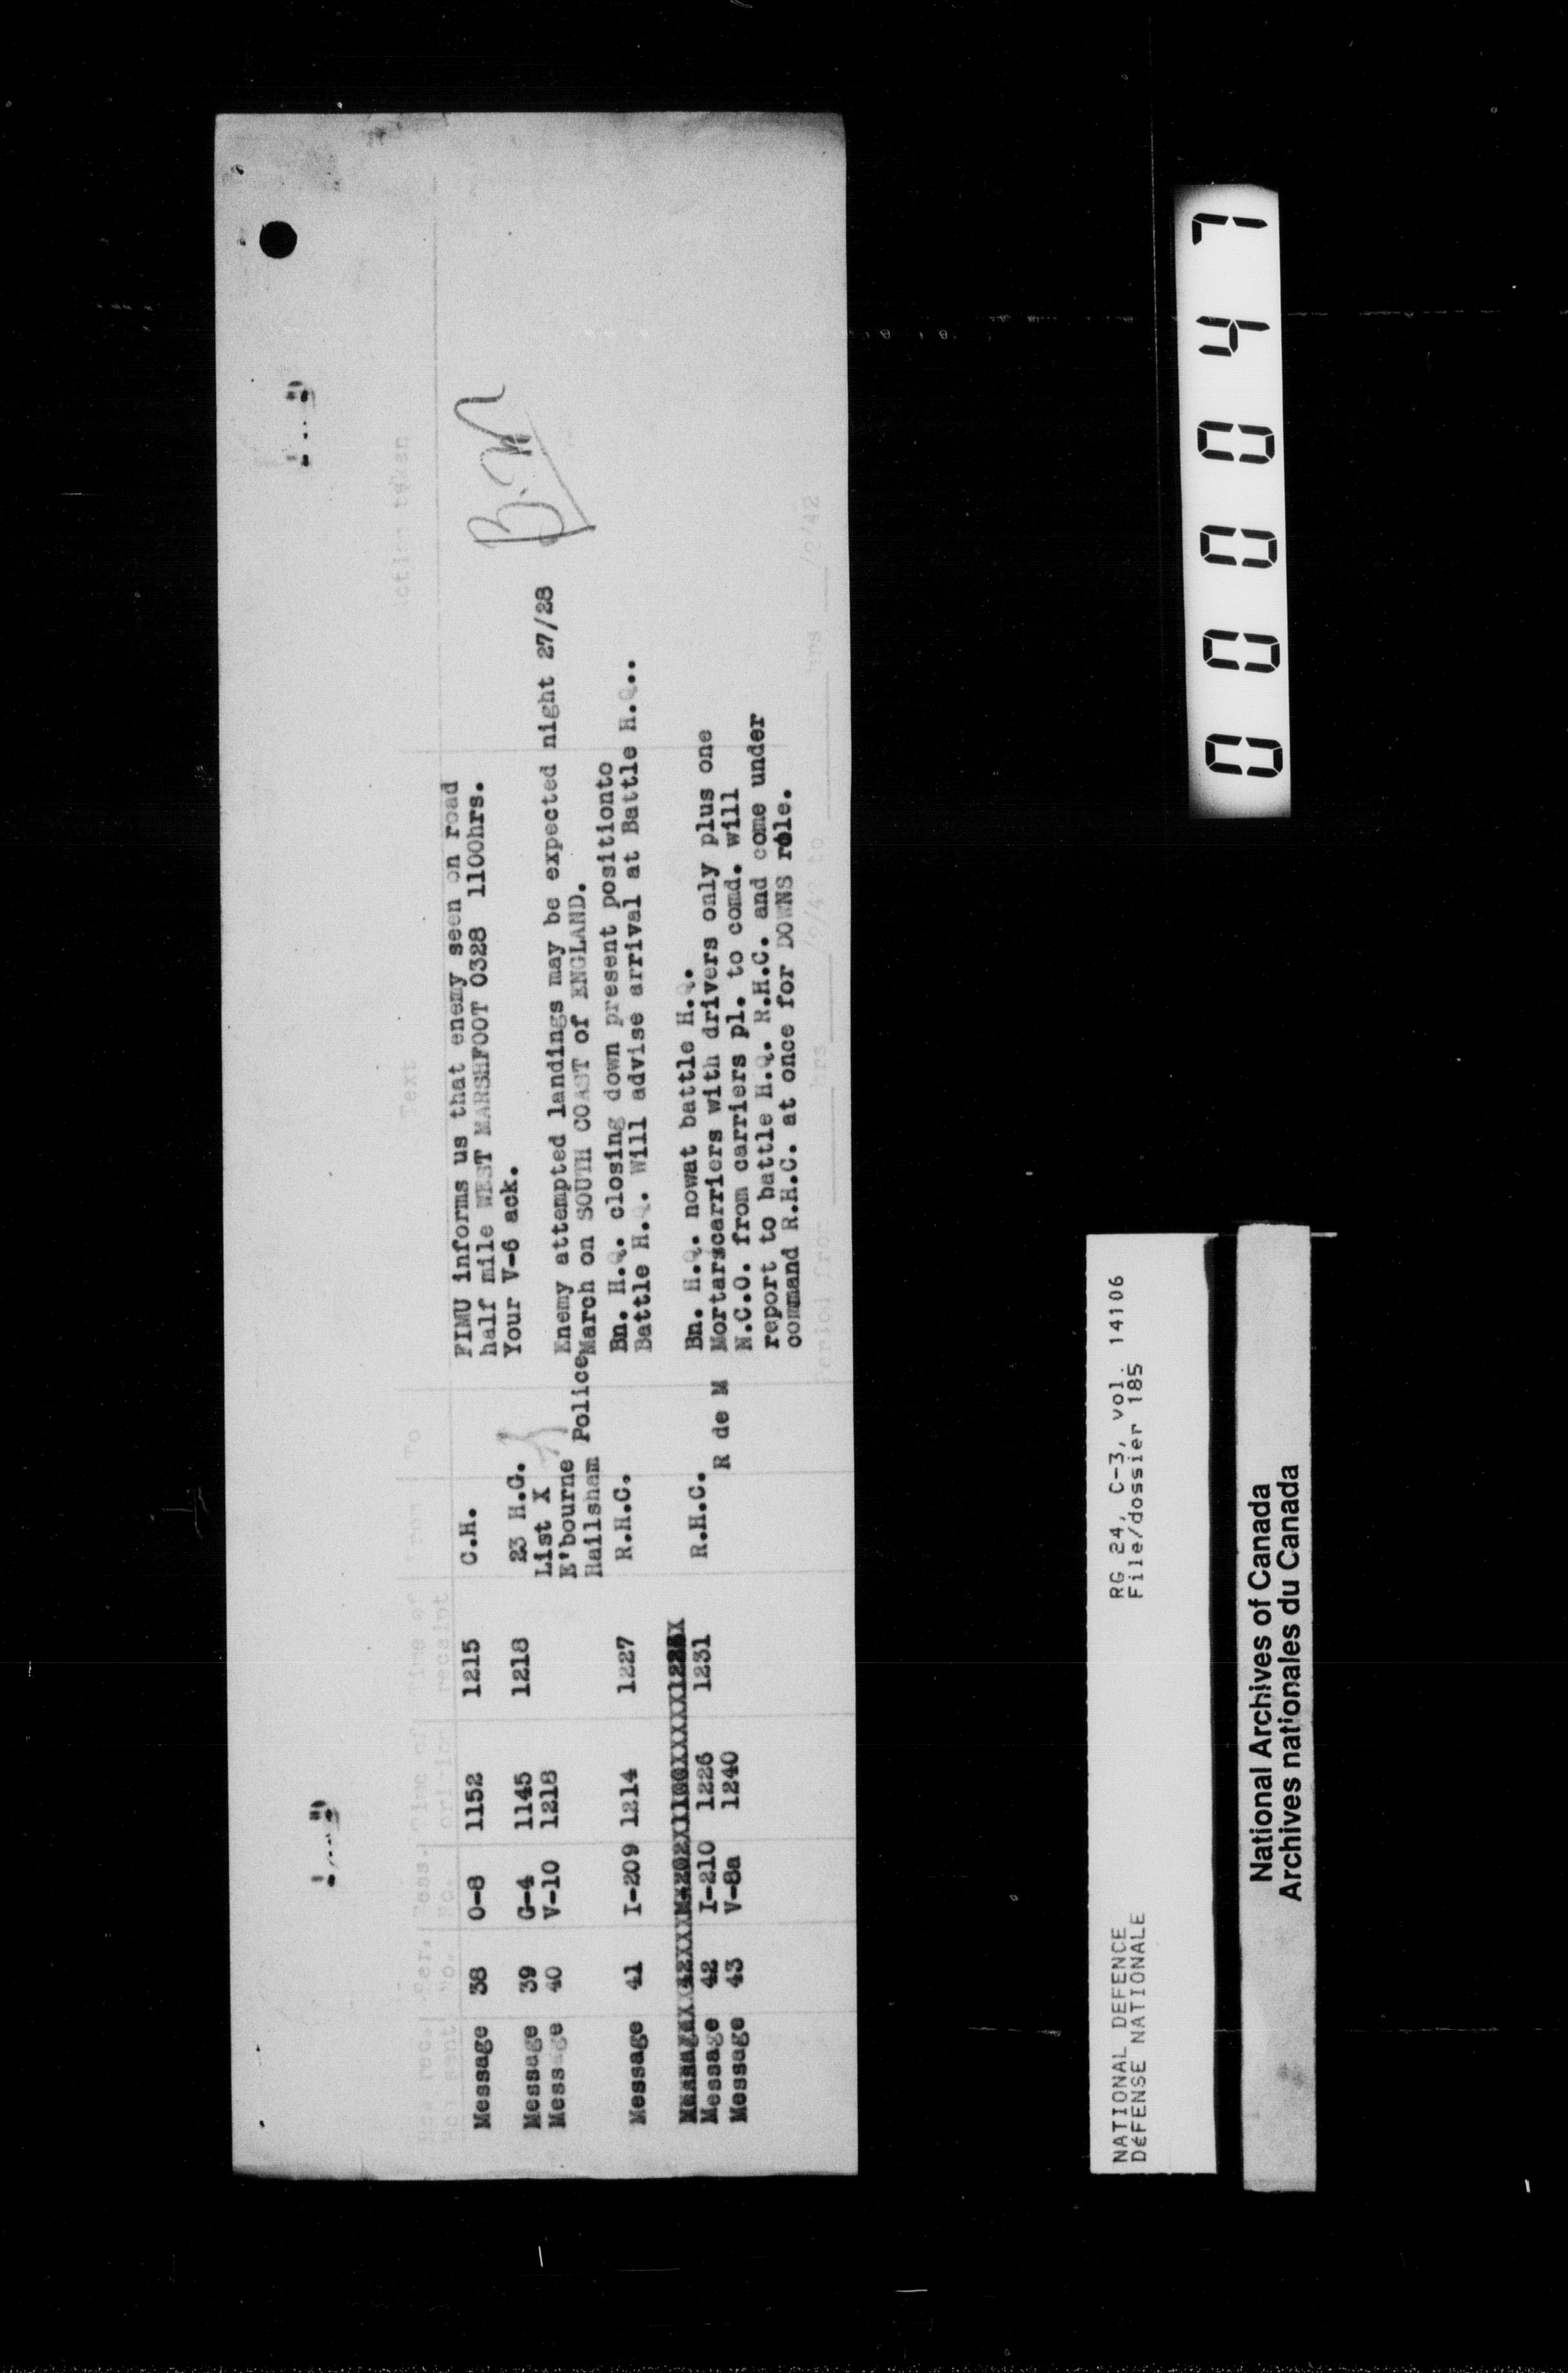 Message 38 O-8 1152 1215 C.H. FIMU informs us that enemy seen on road
half mile WEST MARSHFOOT 0328 1100hrs.
Message 39 G-4 1145 1218 23 H.G. Your V-6 ack.
Message 40 V-10 1218 List X
E'bourne Enemy attempted landings may be expected night 27/28
Hailsham Police March on SOUTH COAST of ENGLAND.
Message 41 I-209 1214 1227 R.H.C. Bn. H.Q. closing down present positionto
Battle H.Q. Will advise arrival at Battle H.Q..
Message 42 I-210 1226 1231 R.H.C. Bn. H.Q. nowat battle H.Q.
Message 43 V-8a 1240 R de M Mortarscarriers with drivers only plus one
N.C.O. from carriers pl. to comd. will
report to battle H.Q. R.H.C. and come under
command R.H.C. at once for DOWNS rôle.
B.M
Action taken
Text
000047
NATIONAL DEFENCE RG 24, C-3, vol. 14106
DéFENSE NATIONALE File/dossier 185
National Archives of Canada
Archives nationales du Canada